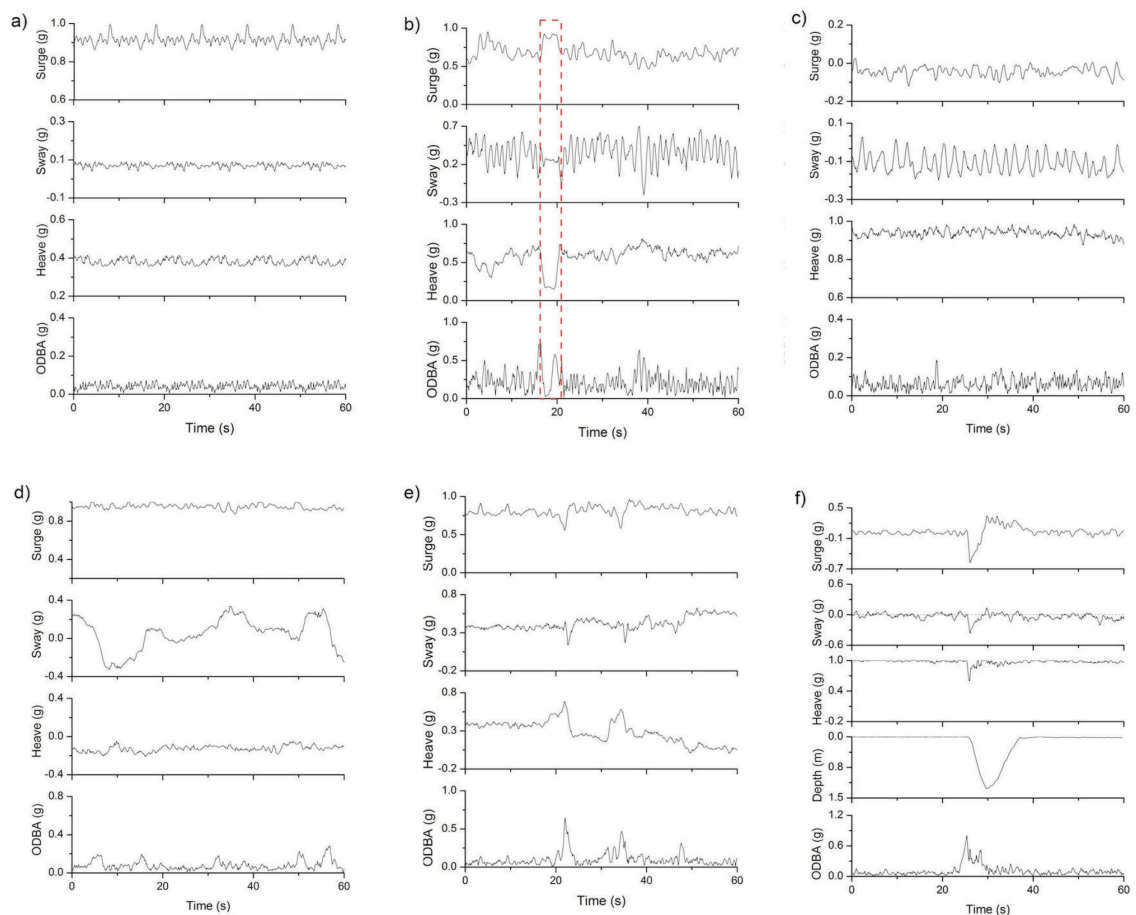 a)
Surge (g)
1.0
0.8
0.6
Sway (g)
0.3
0.1
-0.1
Heave (g)
0.6
0.4
0.2
ODBA (g)
0.4
0.2
0.0
0 20 40 60
Time (s)
b)
Surge (g)
1.0
0.5
0.0
Sway (g)
0.7
0.2
-0.3
Heave (g)
1.0
0.5
0.0
ODBA (g)
1.0
0.5
0.0
0 20 40 60
Time (s)
c)
Surge (g)
0.2
0.0
-0.2
Sway (g)
0.1
-0.1
-0.3
Heave (g)
1.0
0.8
0.6
ODBA (g)
0.4
0.2
0.0
0 20 40 60
Time (s)
d)
Surge (g)
0.8
0.4
Sway (g)
0.4
0.0
-0.4
Heave (g)
0.4
0.0
-0.4
ODBA (g)
0.8
0.4
0.0
0 20 40 60
Time (s)
e)
Surge (g)
1.0
0.5
0.0
Sway (g)
0.8
0.3
-0.2
Heave (g)
0.8
0.3
-0.2
ODBA (g)
1.0
0.5
0.0
0 20 40 60
Time (s)
f)
Surge (g)
0.5
-0.1
-0.7
Sway (g)
0.6
0.0
-0.6
Heave (g)
1.0
0.4
-0.2
Depth (m)
0.0
0.8
1.5
ODBA (g)
1.2
0.6
0.0
0 20 40 60
Time (s)